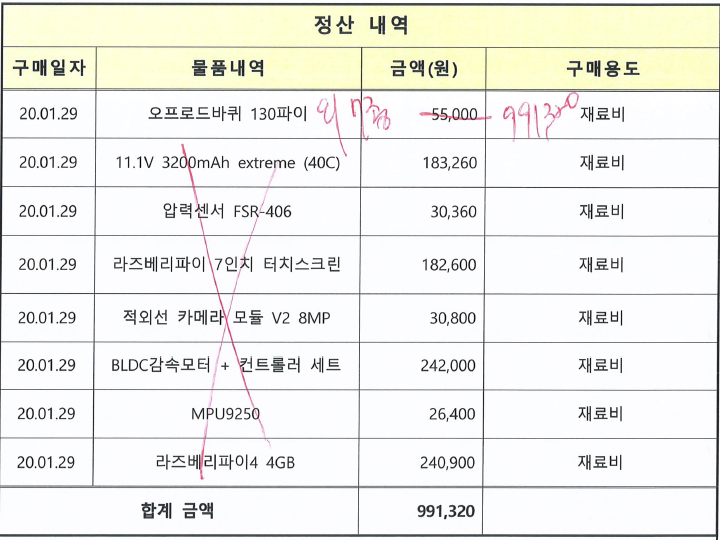 정산 내역
구매일자 물품내역 금액(원) 구매용도
20.01.29 오프로드바퀴 130파이 외 7종 55,000 991320 재료비
20.01.29 11.1V 3200mAh extreme (40C) 183,260 재료비
20.01.29 압력센서 FSR-406 30,360 재료비
20.01.29 라즈베리파이 7인치 터치스크린 182,600 재료비
20.01.29 적외선 카메라 모듈 V2 8MP 30,800 재료비
20.01.29 BLDC감속모터 + 컨트롤러 세트 242,000 재료비
20.01.29 MPU9250 26,400 재료비
20.01.29 라즈베리파이4 4GB 240,900 재료비
합계 금액 991,320